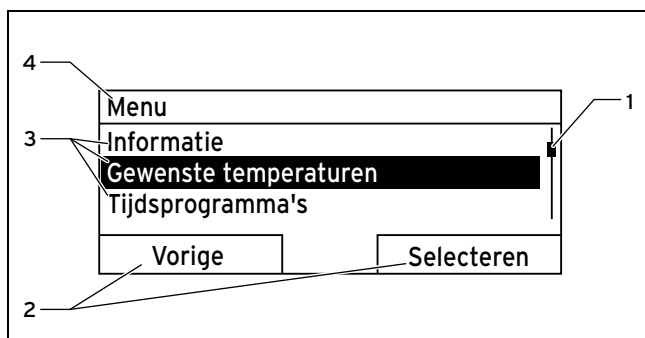 4
Menu
1
3
Informatie
Gewenste temperaturen
Tijdsprogramma's
Vorige
Selecteren
2